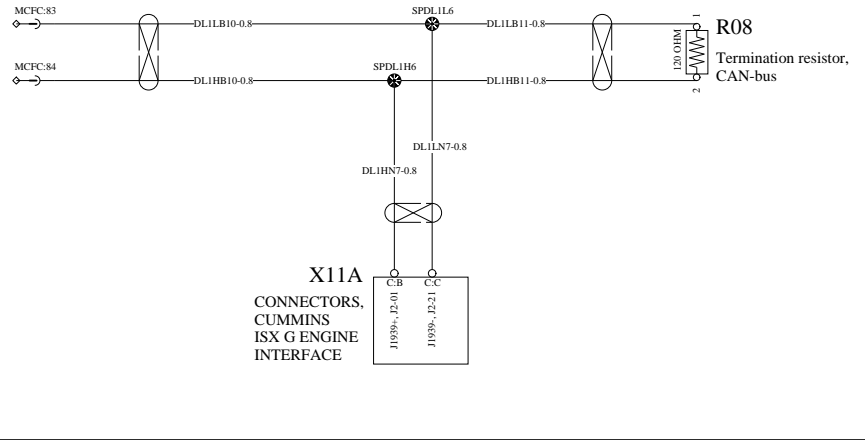 MCFC:83
DL1LB10-0.8
SPDL1L6
DL1LB11-0.8
1
R08
120 OHM
Termination resistor,
CAN-bus
2
MCFC:84
DL1HB10-0.8
SPDL1H6
DL1HB11-0.8
DL1LN7-0.8
DL1HN7-0.8
X11A
C:B
C:C
CONNECTORS,
CUMMINS
ISX G ENGINE
INTERFACE
J1939+, J2-01
J1939-, J2-21